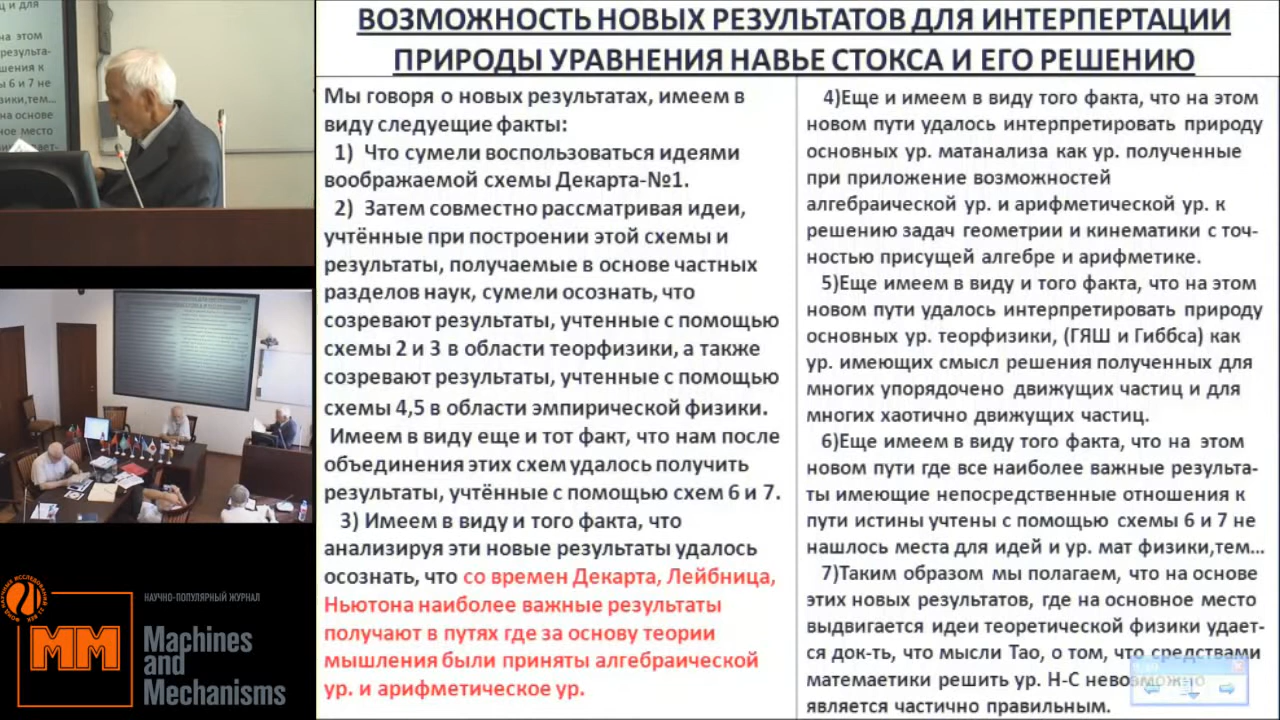 ВОЗМОЖНОСТЬ НОВЫХ РЕЗУЛЬТАТОВ ДЛЯ ИНТЕРПЕРТАЦИИ
ПРИРОДЫ УРАВНЕНИЯ НАВЬЕ СТОКСА И ЕГО РЕШЕНИЮ
Мы говоря о новых результатах, имеем в
виду следуещие факты:
1) Что сумели воспользоваться идеями
воображаемой схемы Декарта-№1.
2) Затем совместно рассматривая идеи,
учтённые при построении этой схемы и
результаты, получаемые в основе частных
разделов наук, сумели осознать, что
созревают результаты, учтенные с помощью
схемы 2 и 3 в области теорфизики, а также
созревают результаты, учтенные с помощью
схемы 4,5 в области эмпирической физики.
Имеем в виду еще и тот факт, что нам после
объединения этих схем удалось получить
результаты, учтённые с помощью схем 6 и 7.
3) Имеем в виду и того факта, что
анализируя эти новые результаты удалось
осознать, что со времен Декарта, Лейбница,
Ньютона наиболее важные результаты
получают в путях где за основу теории
мышления были приняты алгебраической
ур. и арифметическое ур.
4)Еще и имеем в виду того факта, что на этом
новом пути удалось интерпретировать природу
основных ур. матанализа как ур. полученные
при приложение возможностей
алгебраической ур. и арифметической ур. к
решению задач геометрии и кинематики с точ-
ностью присущей алгебре и арифметике.
5)Еще имеем в виду и того факта, что на этом
новом пути удалось интерпретировать природу
основных ур. теорфизики, (ГЯШ и Гиббса) как
ур. имеющих смысл решения полученных для
многих упорядочено движущих частиц и для
многих хаотично движущих частиц.
6)Еще имеем в виду того факта, что на этом
новом пути где все наиболее важные результа-
ты имеющие непосредственные отношения к
пути истины учтены с помощью схемы 6 и 7 не
нашлось места для идей и ур. мат физики,тем...
7)Таким образом мы полагаем, что на основе
этих новых результатов, где на основное место
выдвигается идеи теоретической физики удает-
ся док-ть, что мысли Тао, о том, что средствами
матемаетики решить ур. Н-С невозможно
является частично правильным.
НАУЧНО-ПОПУЛЯРНЫЙ ЖУРНАЛ
ММ
Machines
and
Mechanisms